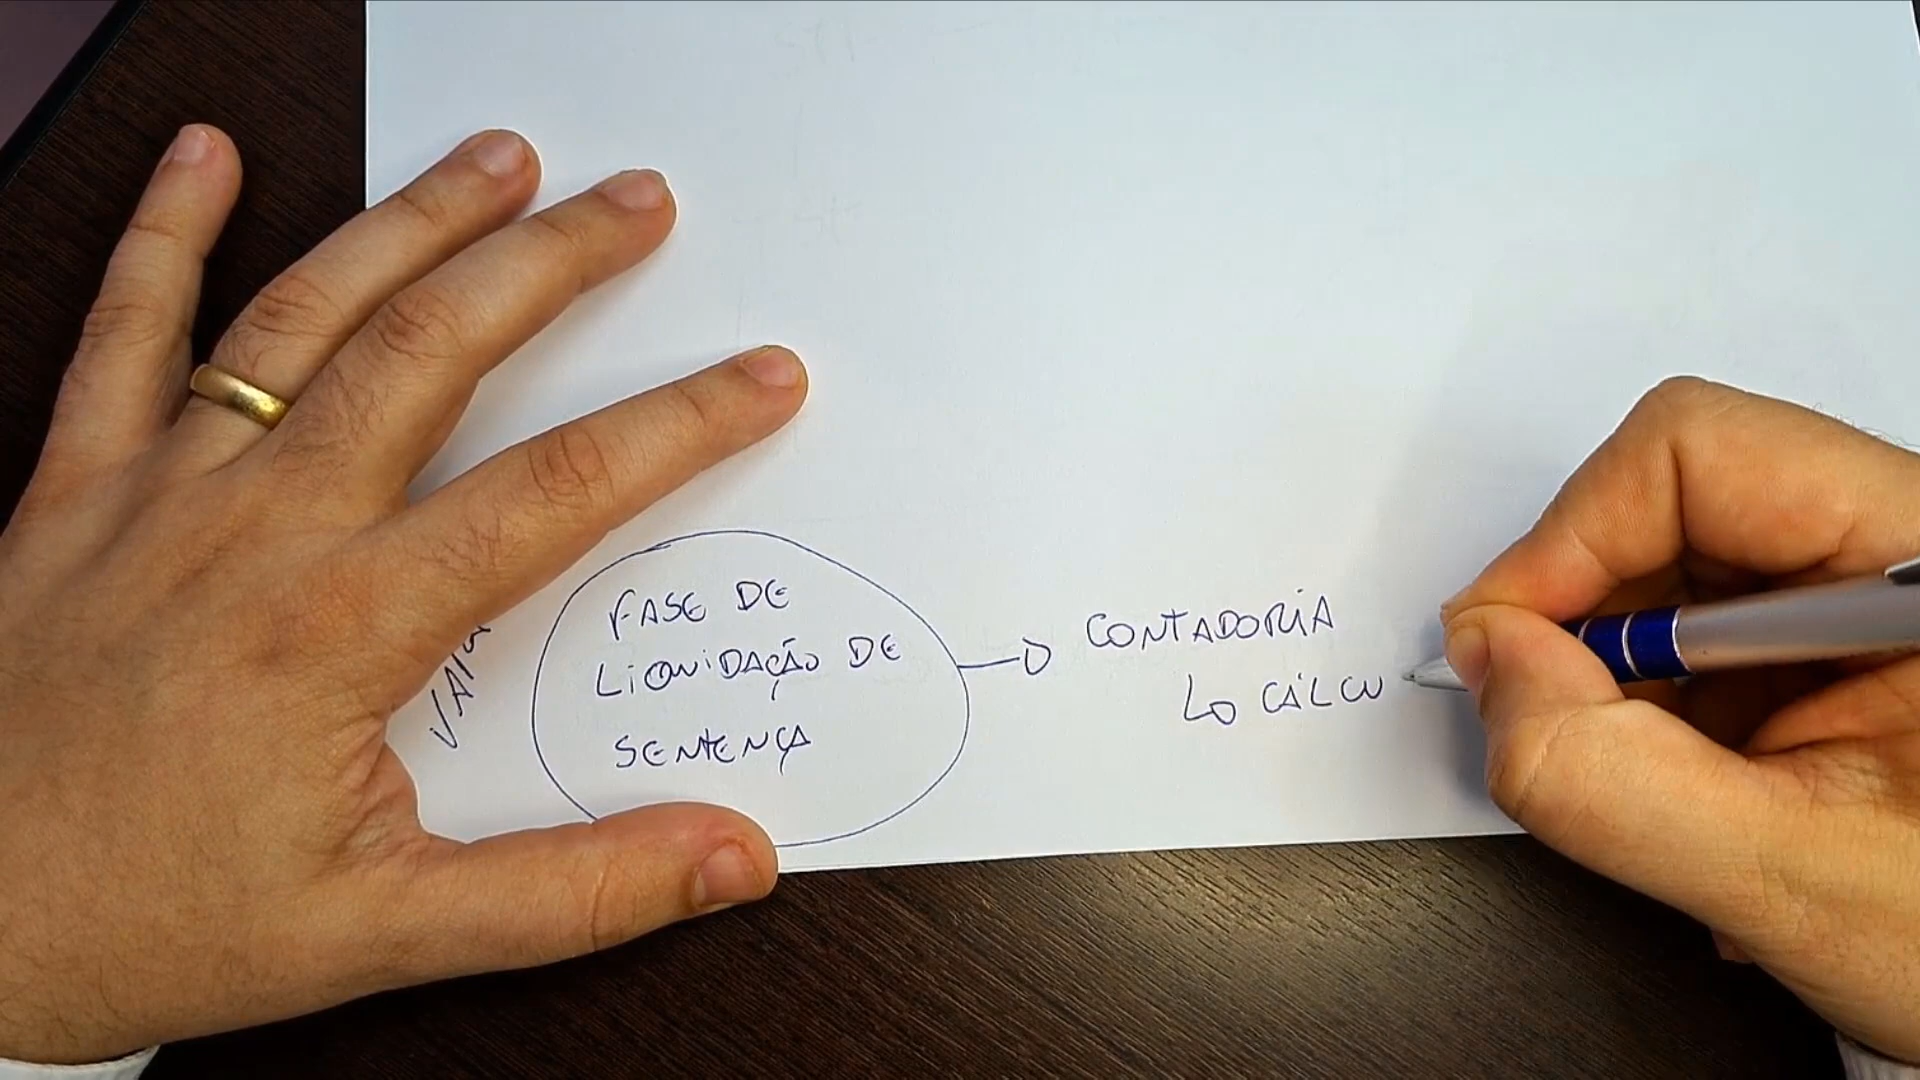 FASE DE
LIQUIDAÇÃO DE
SENTENÇA
CONTADORIA
CÁLCU